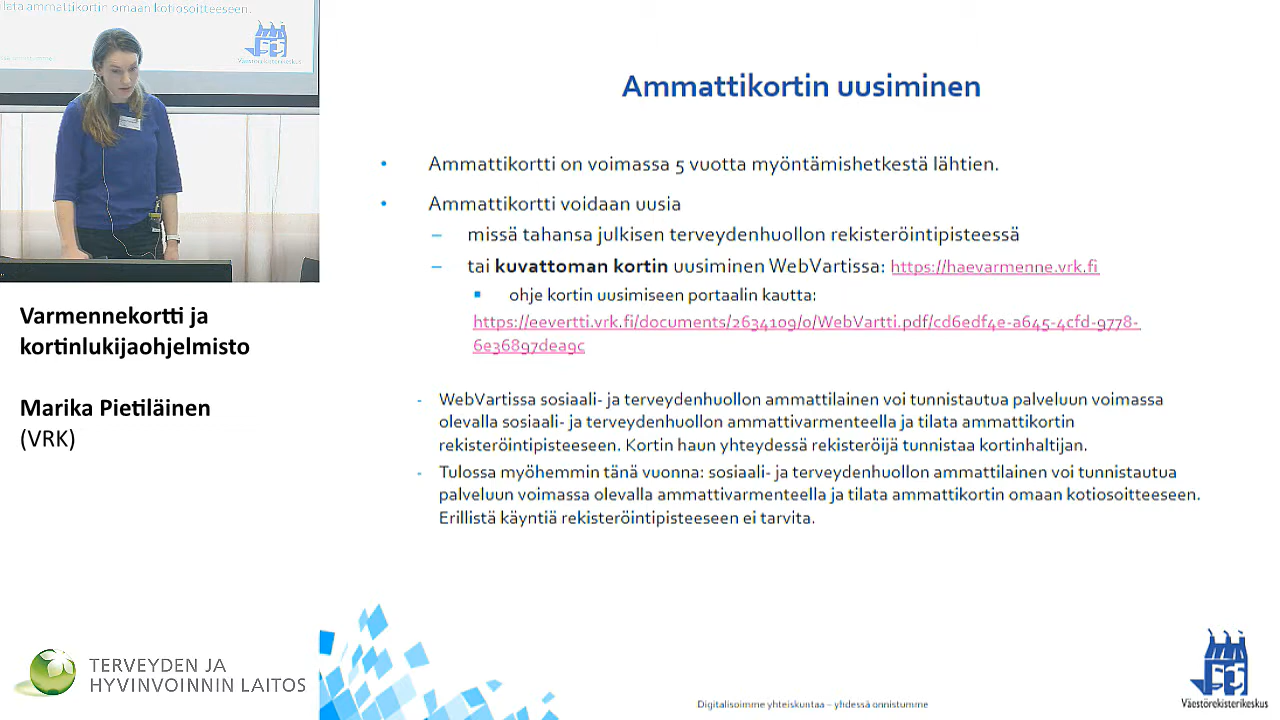 ilata ammattikortin omaan kotiosoitteeseen.
Väestörekisterikeskus
Ammattikortin uusiminen
• Ammattikortti on voimassa 5 vuotta myöntämishetkestä lähtien.
• Ammattikortti voidaan uusia
– missä tahansa julkisen terveydenhuollon rekisteröintipisteessä
– tai kuvattoman kortin uusiminen WebVartissa: https://haevarmenne.vrk.fi
▪ ohje kortin uusimiseen portaalin kautta:
https://eevertti.vrk.fi/documents/2634109/0/WebVartti.pdf/cd6edf4e-a645-4cfd-9778-
6e36897dea9c
- WebVartissa sosiaali- ja terveydenhuollon ammattilainen voi tunnistautua palveluun voimassa
olevalla sosiaali- ja terveydenhuollon ammattivarmenteella ja tilata ammattikortin
rekisteröintipisteeseen. Kortin haun yhteydessä rekisteröijä tunnistaa kortinhaltijan.
- Tulossa myöhemmin tänä vuonna: sosiaali- ja terveydenhuollon ammattilainen voi tunnistautua
palveluun voimassa olevalla ammattivarmenteella ja tilata ammattikortin omaan kotiosoitteeseen.
Erillistä käyntiä rekisteröintipisteeseen ei tarvita.
Varmennekortti ja
kortinlukijaohjelmisto
Marika Pietiläinen
(VRK)
TERVEYDEN JA
HYVINVOINNIN LAITOS
Digitalisoimme yhteiskuntaa – yhdessä onnistumme
Väestörekisterikeskus